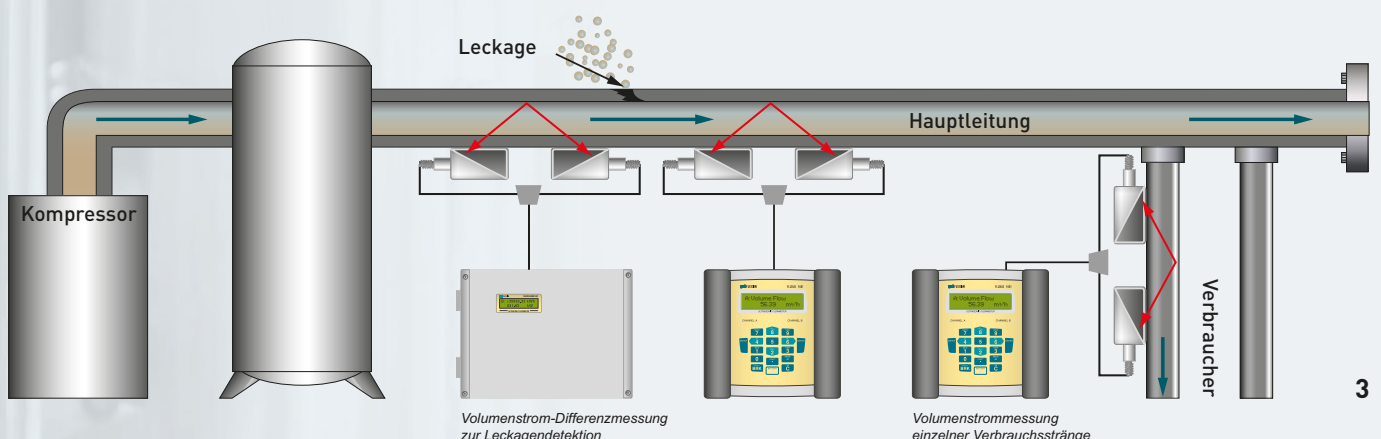 Leckage
Hauptleitung
Kompressor
Verbraucher
A: Volume Flow
56.39 m³/h
A: Volume Flow
56.39 m³/h
Volumenstrom-Differenzmessung
zur Leckagendetektion
Volumenstrommessung
einzelner Verbrauchsstränge
3